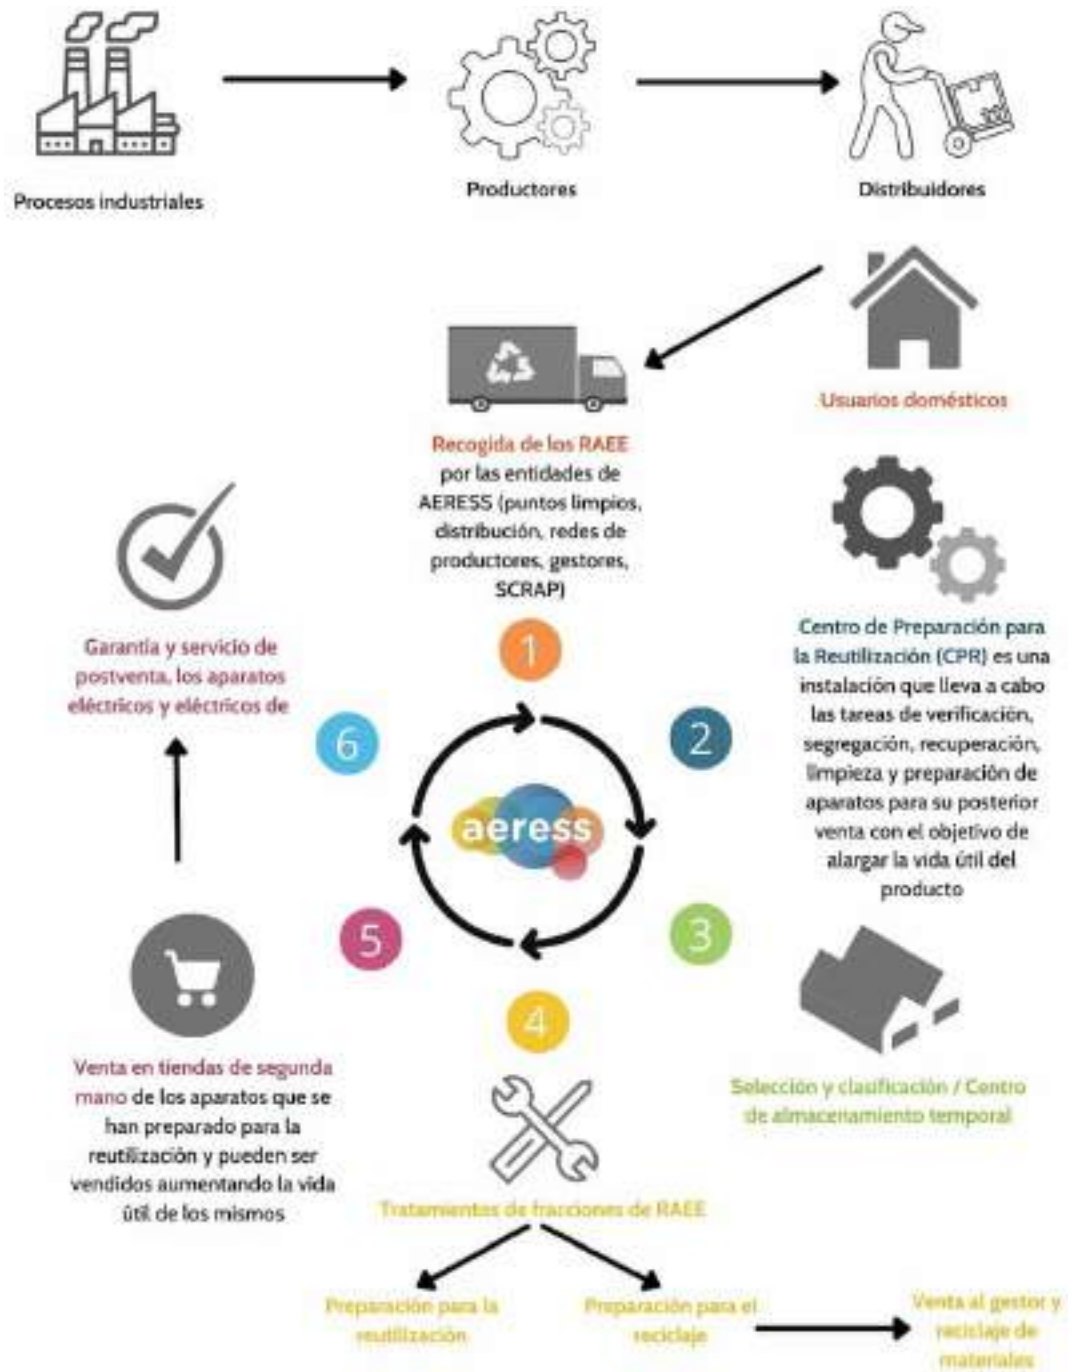 Procesos industriales
Productores
Distribuidores
Usuarios domésticos
Recogida de los RAEE
por las entidades de
AERESS (puntos limpios,
distribución, redes de
productores, gestores,
SCRAP)
1
Centro de Preparación para
la Reutilización (CPR) es una
instalación que lleva a cabo
las tareas de verificación,
segregación, recuperación,
limpieza y preparación de
aparatos para su posterior
venta con el objetivo de
alargar la vida útil del
producto
2
3
Selección y clasificación / Centro
de almacenamiento temporal
4
Tratamientos de fracciones de RAEE
Preparación para la
reutilización
Preparación para el
reciclaje
Venta al gestor y
reciclaje de
materiales
5
Venta en tiendas de segunda
mano de los aparatos que se
han preparado para la
reutilización y pueden ser
vendidos aumentando la vida
útil de los mismos
6
Garantía y servicio de
postventa, los aparatos
eléctricos y eléctricos de
aeress